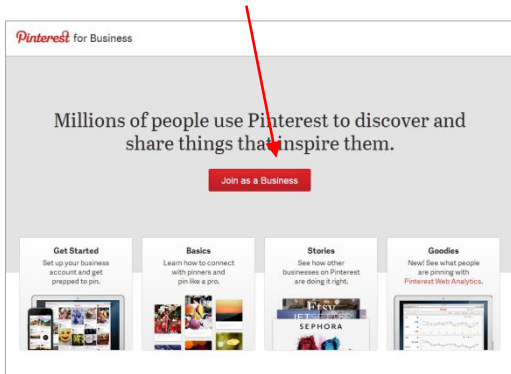 Pinterest for Business
Millions of people use Pinterest to discover and
share things that inspire them.
Join as a Business
Get Started
Set up your business
account and get
prepped to pin.
Basics
Learn how to connect
with pinners and
pin like a pro.
Stories
See how other
businesses on Pinterest
are doing it right.
Goodies
New! See what people
are pinning with
Pinterest Web Analytics.
Etsy
JETSETTER
SEPHORA